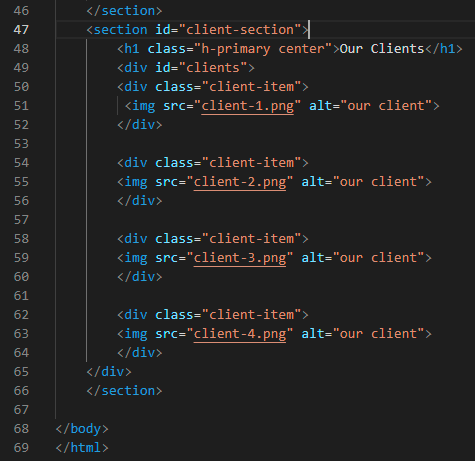 46 </section>
47 <section id="client-section">
48 <h1 class="h-primary center">Our Clients</h1>
49 <div id="clients">
50 <div class="client-item">
51 <img src="client-1.png" alt="our client">
52 </div>
53
54 <div class="client-item">
55 <img src="client-2.png" alt="our client">
56 </div>
57
58 <div class="client-item">
59 <img src="client-3.png" alt="our client">
60 </div>
61
62 <div class="client-item">
63 <img src="client-4.png" alt="our client">
64 </div>
65 </div>
66 </section>
67
68 </body>
69 </html>